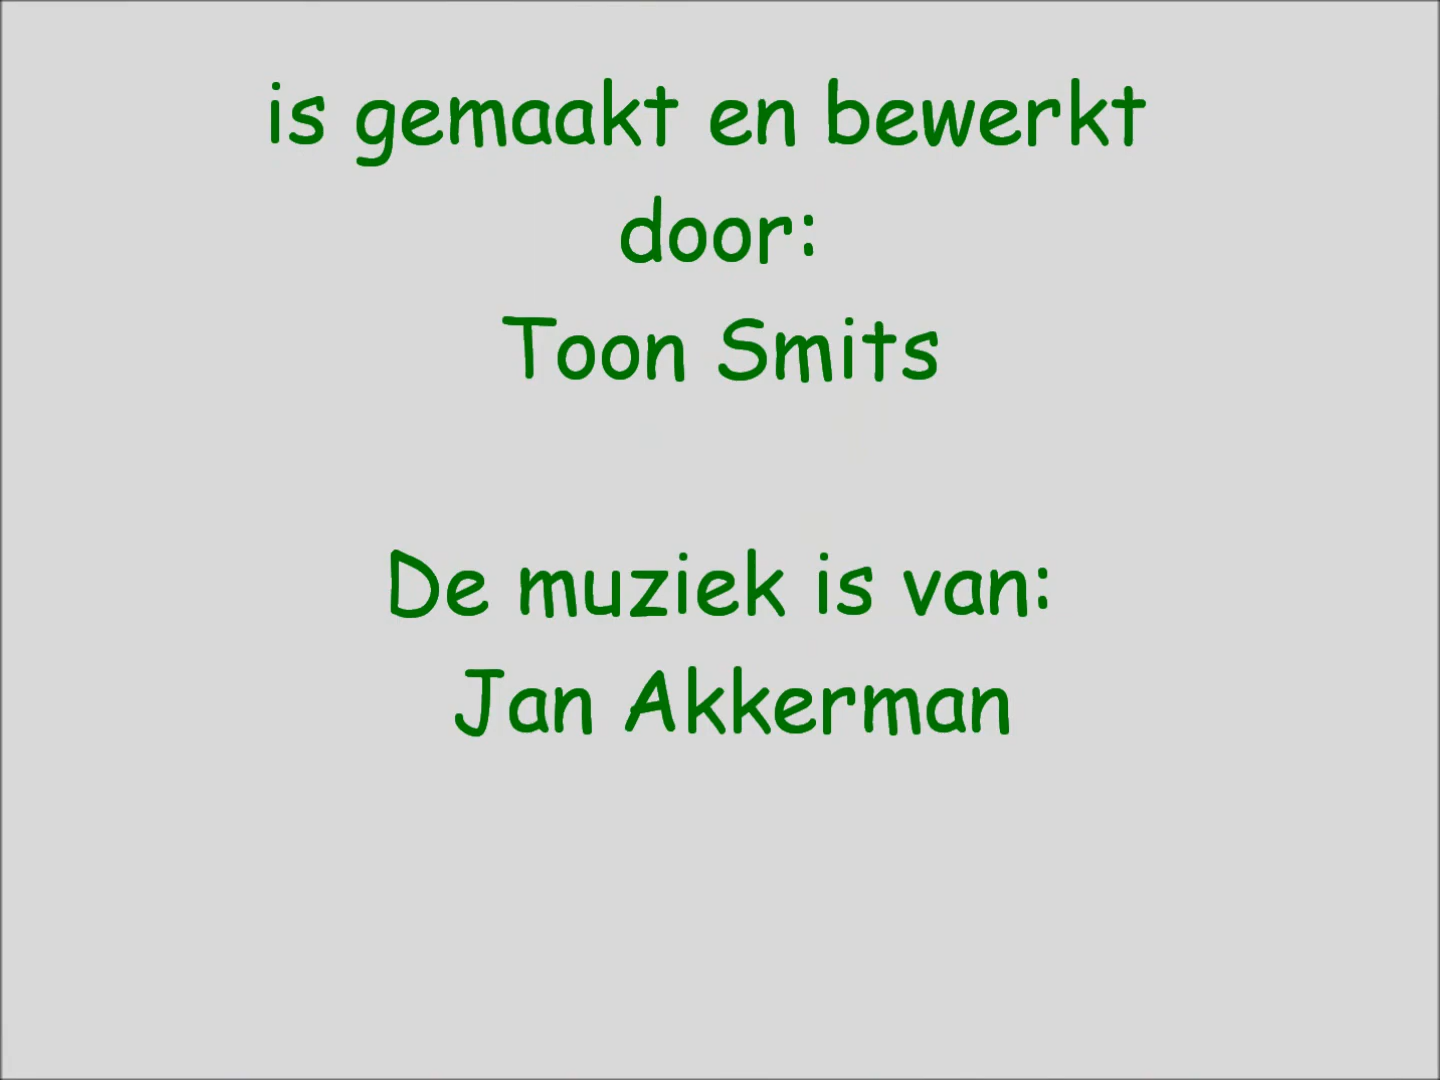 is gemaakt en bewerkt
door:
Toon Smits
De muziek is van:
Jan Akkerman